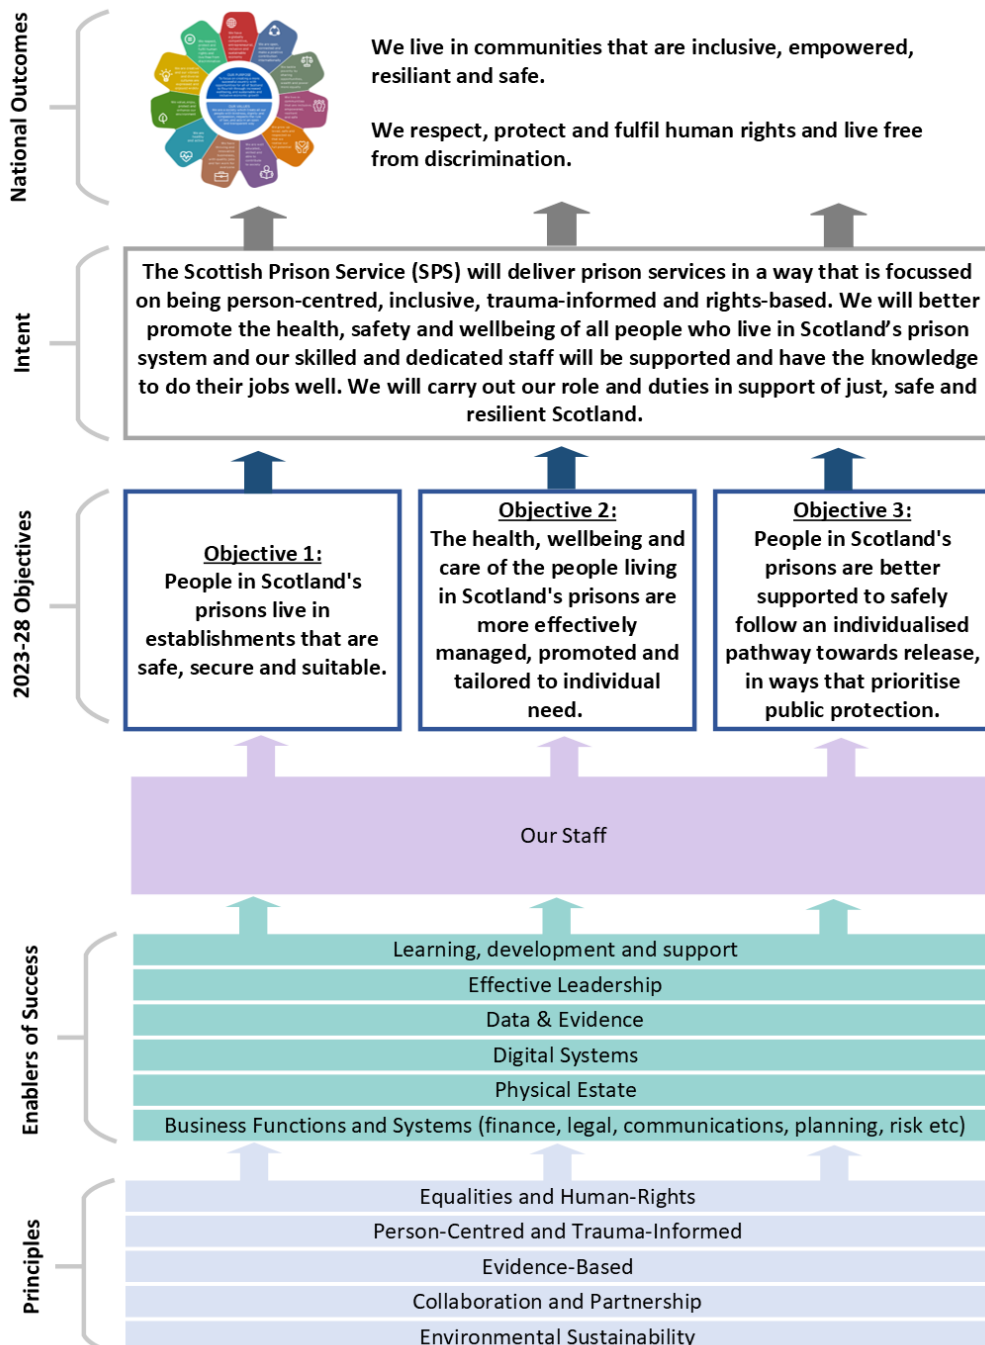 National Outcomes
We live in communities that are inclusive, empowered,
resiliant and safe.
We respect, protect and fulfil human rights and live free
from discrimination.
Intent
The Scottish Prison Service (SPS) will deliver prison services in a way that is focussed
on being person-centred, inclusive, trauma-informed and rights-based. We will better
promote the health, safety and wellbeing of all people who live in Scotland’s prison
system and our skilled and dedicated staff will be supported and have the knowledge
to do their jobs well. We will carry out our role and duties in support of just, safe and
resilient Scotland.
2023-28 Objectives
Objective 1:
People in Scotland's
prisons live in
establishments that are
safe, secure and suitable.
Objective 2:
The health, wellbeing and
care of the people living
in Scotland's prisons are
more effectively
managed, promoted and
tailored to individual
need.
Objective 3:
People in Scotland's
prisons are better
supported to safely
follow an individualised
pathway towards release,
in ways that prioritise
public protection.
Our Staff
Enablers of Success
Learning, development and support
Effective Leadership
Data & Evidence
Digital Systems
Physical Estate
Business Functions and Systems (finance, legal, communications, planning, risk etc)
Principles
Equalities and Human-Rights
Person-Centred and Trauma-Informed
Evidence-Based
Collaboration and Partnership
Environmental Sustainability